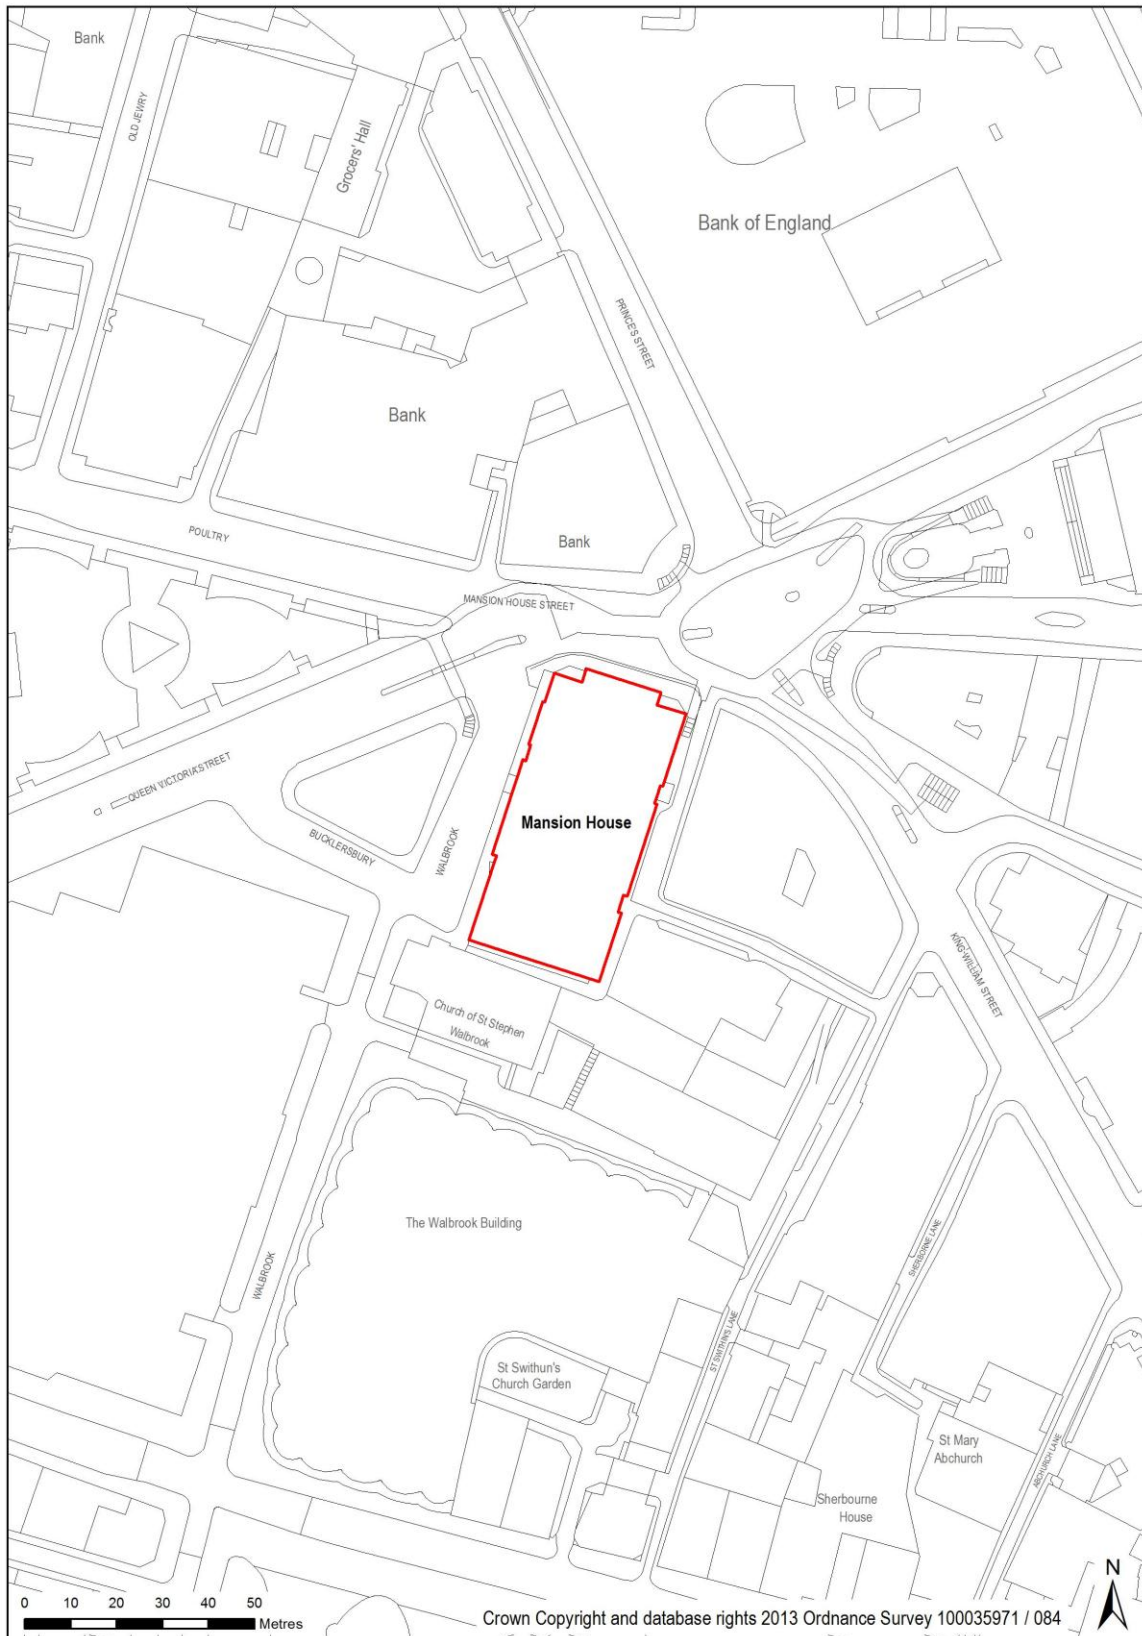 Bank
OLD JEWRY
Grocers' Hall
Bank of England
PRINCE'S STREET
Bank
POULTRY
Bank
MANSION HOUSE STREET
QUEEN VICTORIA STREET
Mansion House
BUCKLERSBURY
WALBROOK
KING WILLIAM STREET
Church of St Stephen
Walbrook
The Walbrook Building
WALBROOK
SHERBORNE LANE
ST SWITHIN'S LANE
St Swithun's
Church Garden
St Mary
Abchurch
ABCHURCH LANE
Sherbourne
House
N
0 10 20 30 40 50
Metres
Crown Copyright and database rights 2013 Ordnance Survey 100035971 / 084